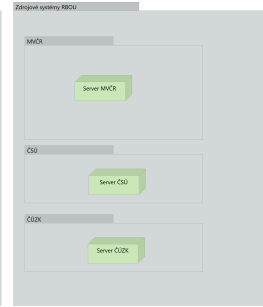 Zdrojové systémy RBOU
MVČR
Server MVČR
ČSÚ
Server ČSÚ
ČÚZK
Server ČÚZK